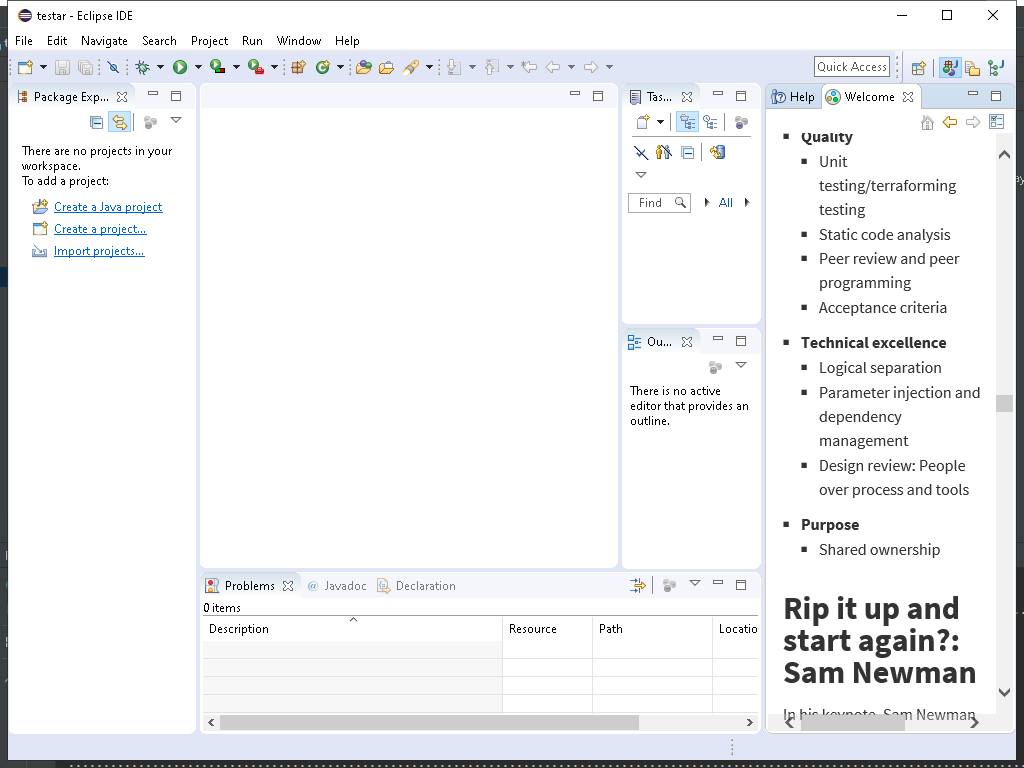 testar - Eclipse IDE
File Edit Navigate Search Project Run Window Help
Quick Access
Package Exp...
There are no projects in your
workspace.
To add a project:
Create a Java project
Create a project...
Import projects...
Tas...
Find
All
Ou...
There is no active
editor that provides an
outline.
Problems @ Javadoc Declaration
0 items
Description Resource Path Locatio
Help Welcome
Quality
Unit
testing/terraforming
testing
Static code analysis
Peer review and peer
programming
Acceptance criteria
Technical excellence
Logical separation
Parameter injection and
dependency
management
Design review: People
over process and tools
Purpose
Shared ownership
Rip it up and
start again?:
Sam Newman
In his keynote, Sam Newman